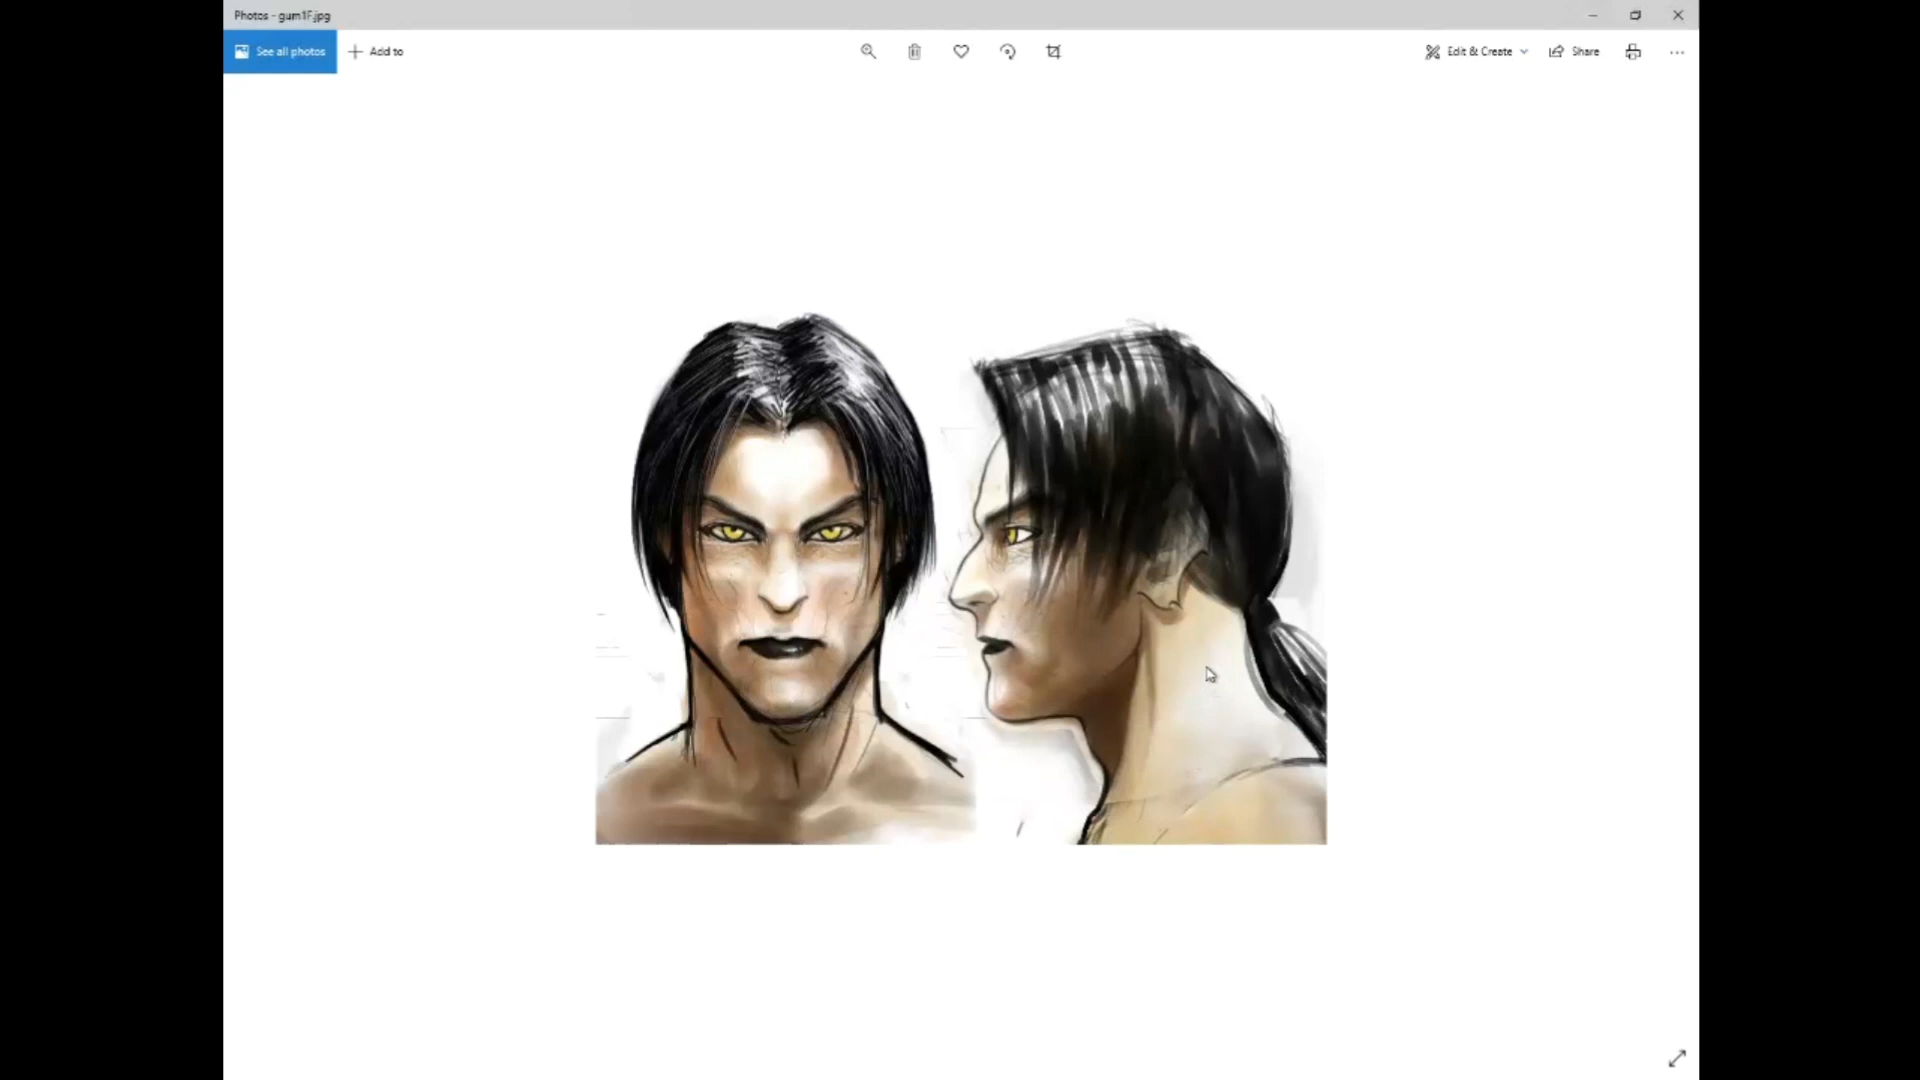 Photos - gum1F.jpg
See all photos
Add to
Edit & Create
Share